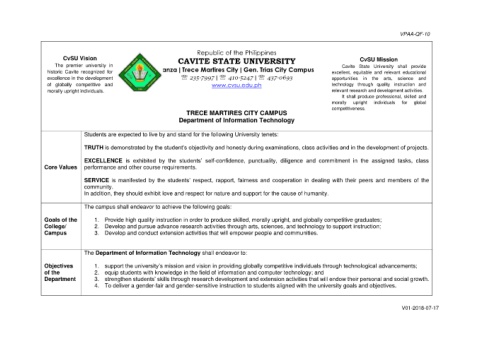 VPAA-QF-10
CvSU Vision
The premier university in
historic Cavite recognized for
excellence in the development
of globally competitive and
morally upright individuals.
Republic of the Philippines
CAVITE STATE UNIVERSITY
anza | Trece Martires City | Gen. Trias City Campus
☏ 235-7997 | ☏ 410-5247 | ☏ 437-0693
www.cvsu.edu.ph
CvSU Mission
Cavite State University shall provide
excellent, equitable and relevant educational
opportunities in the arts, science and
technology through quality instruction and
relevant research and development activities.
It shall produce professional, skilled and
morally upright individuals for global
competitiveness.
TRECE MARTIRES CITY CAMPUS
Department of Information Technology
Core Values
Students are expected to live by and stand for the following University tenets:
TRUTH is demonstrated by the student's objectivity and honesty during examinations, class activities and in the development of projects.
EXCELLENCE is exhibited by the students' self-confidence, punctuality, diligence and commitment in the assigned tasks, class
performance and other course requirements.
SERVICE is manifested by the students' respect, rapport, fairness and cooperation in dealing with their peers and members of the
community.
In addition, they should exhibit love and respect for nature and support for the cause of humanity.
Goals of the
College/
Campus
The campus shall endeavor to achieve the following goals:
1. Provide high quality instruction in order to produce skilled, morally upright, and globally competitive graduates;
2. Develop and pursue advance research activities through arts, sciences, and technology to support instruction;
3. Develop and conduct extension activities that will empower people and communities.
Objectives
of the
Department
The Department of Information Technology shall endeavor to:
1. support the university's mission and vision in providing globally competitive individuals through technological advancements;
2. equip students with knowledge in the field of information and computer technology; and
3. strengthen students' skills through research development and extension activities that will endow their personal and social growth.
4. To deliver a gender-fair and gender-sensitive instruction to students aligned with the university goals and objectives.
V01-2018-07-17